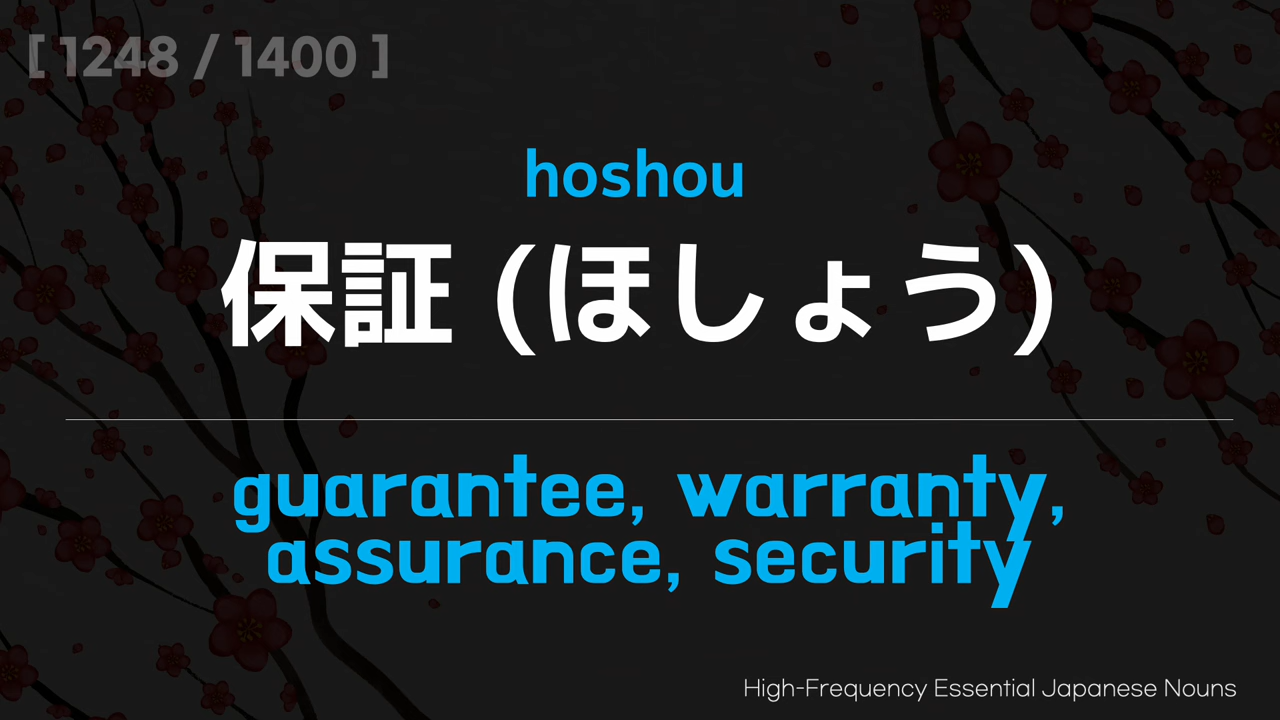 [ 1248 / 1400 ]
hoshou
保証 (ほしょう)
guarantee, warranty,
assurance, security
High-Frequency Essential Japanese Nouns